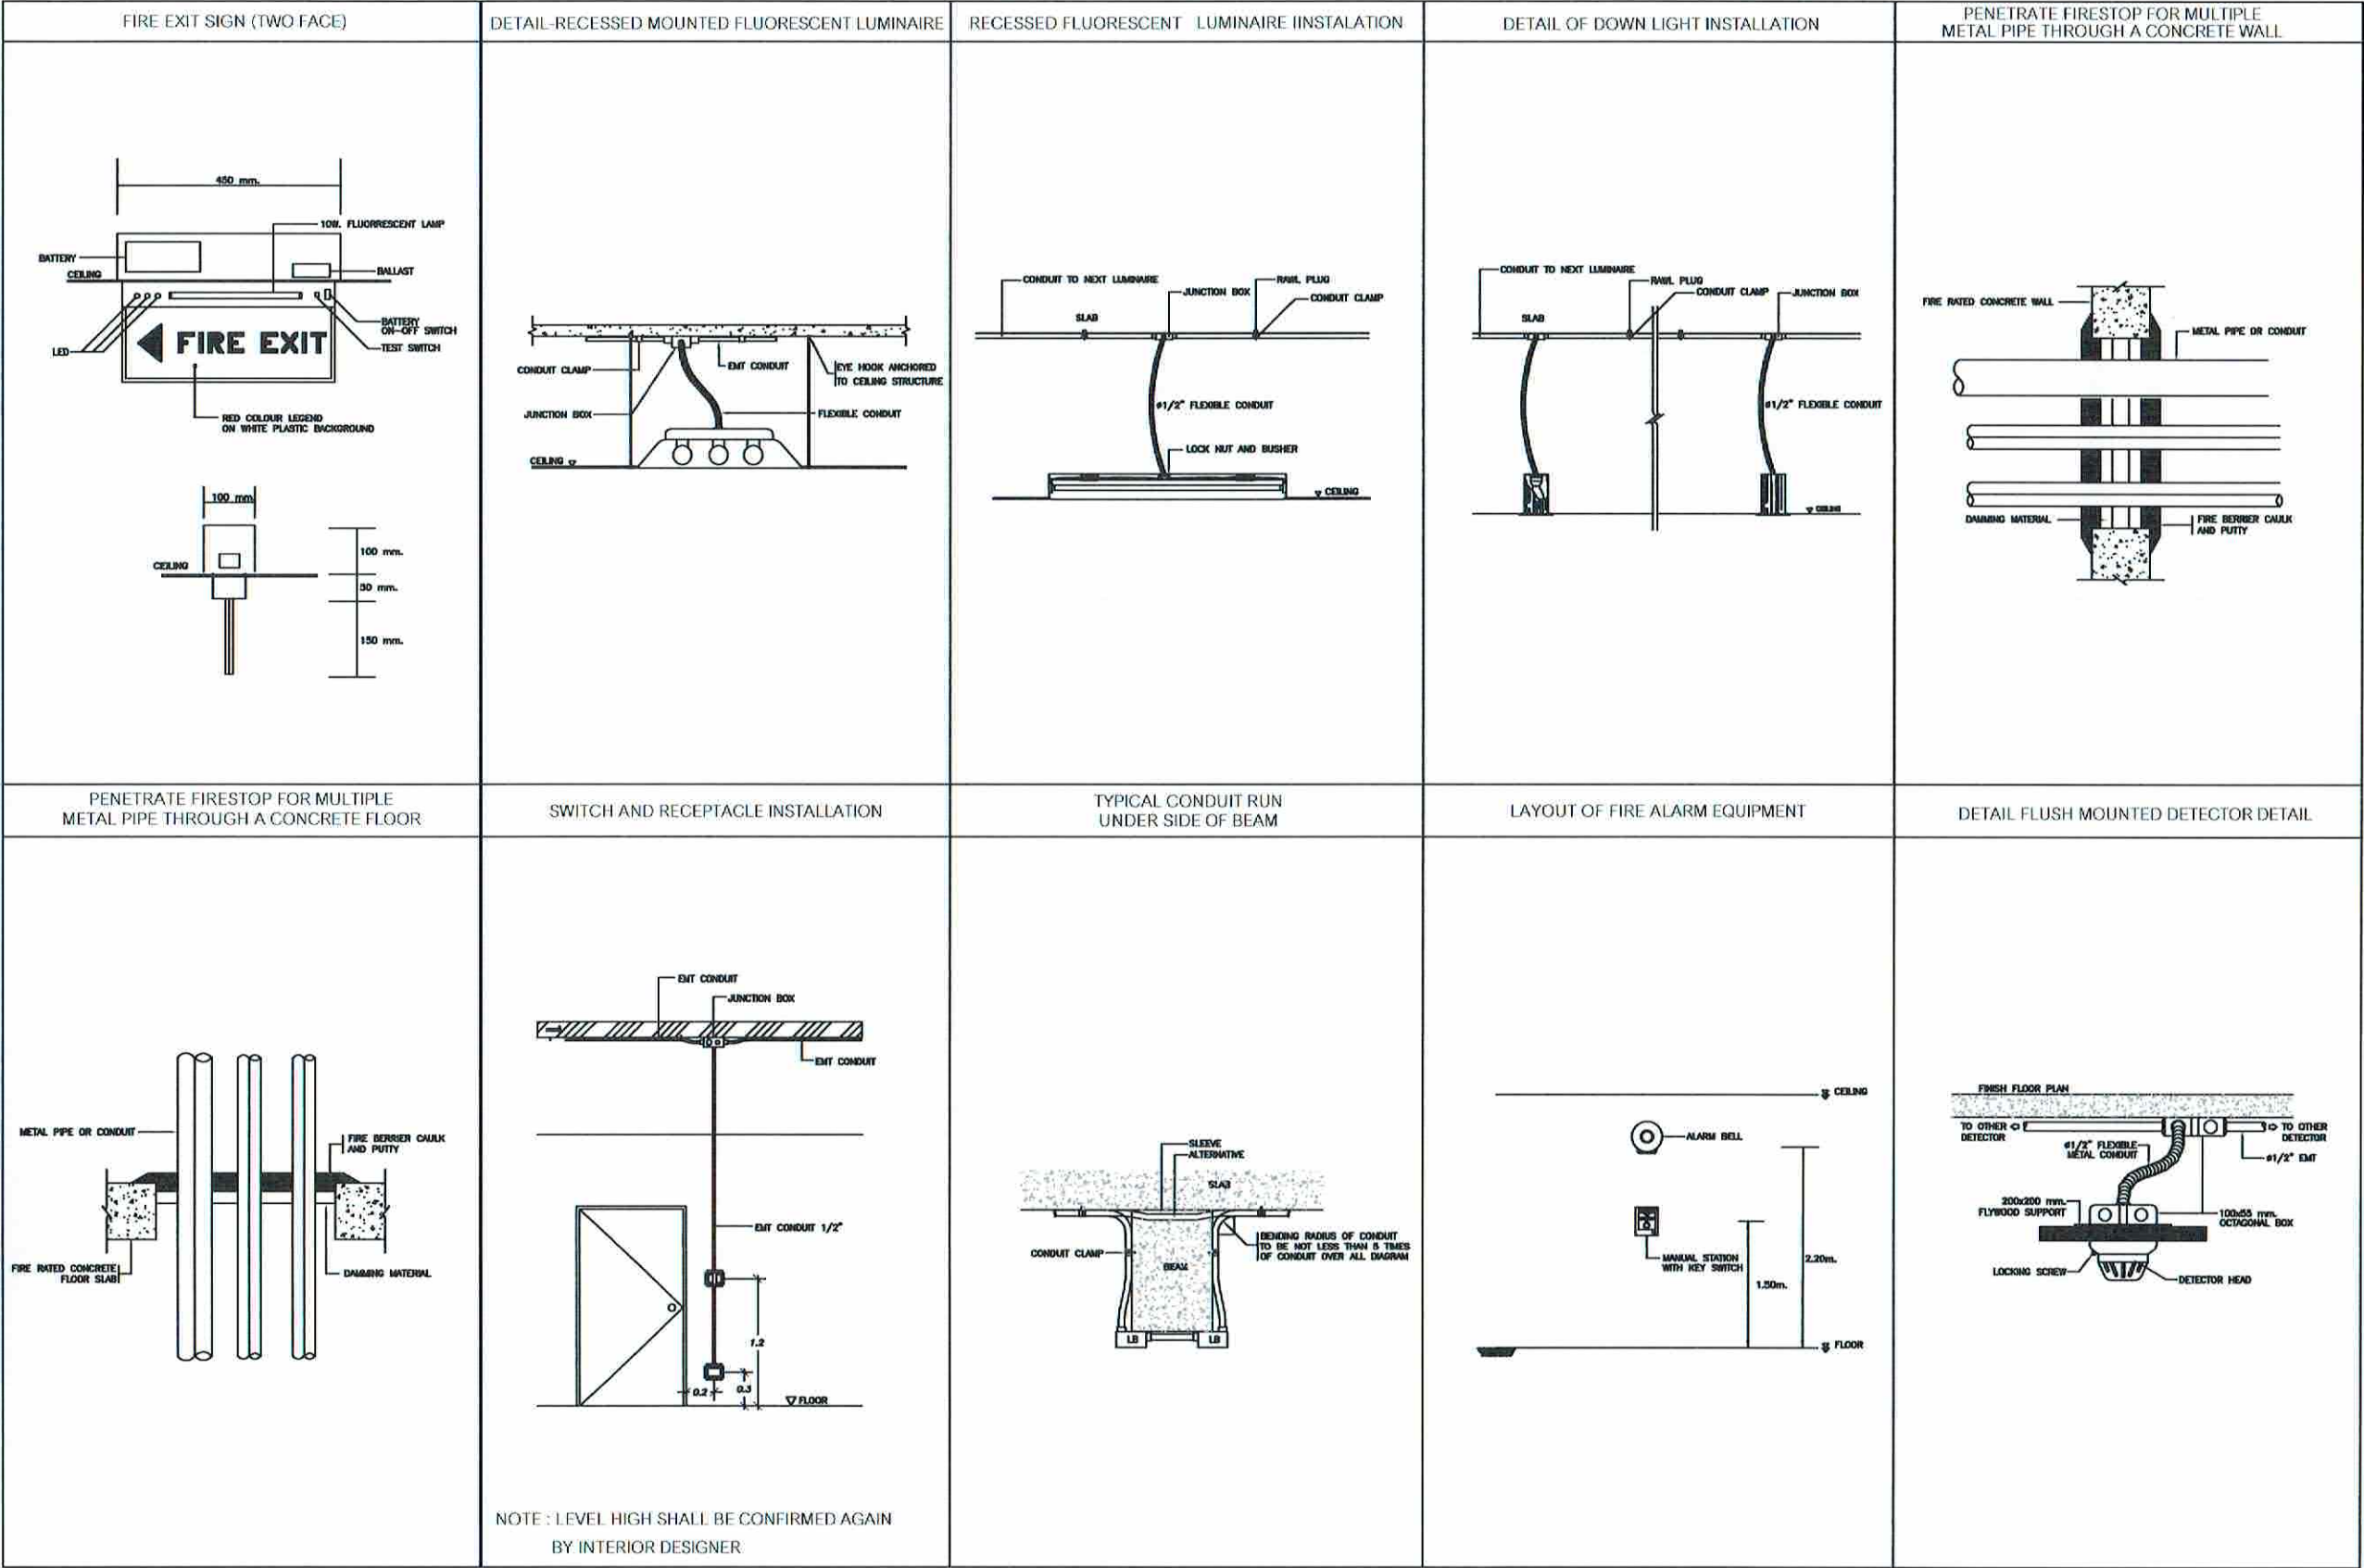 FIRE EXIT SIGN (TWO FACE)
450 mm.
10W. FLUORRESCENT LAMP
BATTERY
CEILING
BALLAST
BATTERY
ON-OFF SWITCH
TEST SWITCH
LED
FIRE EXIT
RED COLOUR LEGEND
ON WHITE PLASTIC BACKGROUND
100 mm
CEILING
100 mm.
50 mm.
150 mm.
DETAIL-RECESSED MOUNTED FLUORESCENT LUMINAIRE
CONDUIT CLAMP
EMT CONDUIT
EYE HOOK ANCHORED
TO CEILING STRUCTURE
JUNCTION BOX
FLEXIBLE CONDUIT
CEILING
RECESSED FLUORESCENT LUMINAIRE IINSTALATION
CONDUIT TO NEXT LUMINAIRE
JUNCTION BOX
RAWL PLUG
CONDUIT CLAMP
SLAB
ø1/2" FLEXIBLE CONDUIT
LOCK NUT AND BUSHER
CEILING
DETAIL OF DOWN LIGHT INSTALLATION
CONDUIT TO NEXT LUMINAIRE
RAWL PLUG
CONDUIT CLAMP
JUNCTION BOX
SLAB
ø1/2" FLEXIBLE CONDUIT
CEILING
PENETRATE FIRESTOP FOR MULTIPLE
METAL PIPE THROUGH A CONCRETE WALL
FIRE RATED CONCRETE WALL
METAL PIPE OR CONDUIT
DAMMING MATERIAL
FIRE BERRIER CAULK
AND PUTTY
PENETRATE FIRESTOP FOR MULTIPLE
METAL PIPE THROUGH A CONCRETE FLOOR
METAL PIPE OR CONDUIT
FIRE BERRIER CAULK
AND PUTTY
FIRE RATED CONCRETE
FLOOR SLAB
DAMMING MATERIAL
SWITCH AND RECEPTACLE INSTALLATION
EMT CONDUIT
JUNCTION BOX
EMT CONDUIT
EMT CONDUIT 1/2"
1.2
0.2
0.3
FLOOR
NOTE : LEVEL HIGH SHALL BE CONFIRMED AGAIN
BY INTERIOR DESIGNER
TYPICAL CONDUIT RUN
UNDER SIDE OF BEAM
SLEEVE
ALTERNATIVE
SLAB
CONDUIT CLAMP
BEAM
BENDING RADIUS OF CONDUIT
TO BE NOT LESS THAN 5 TIMES
OF CONDUIT OVER ALL DIAGRAM
LB
LB
LAYOUT OF FIRE ALARM EQUIPMENT
CEILING
ALARM BELL
MANUAL STATION
WITH KEY SWITCH
1.50m.
2.20m.
FLOOR
DETAIL FLUSH MOUNTED DETECTOR DETAIL
FINISH FLOOR PLAN
TO OTHER
DETECTOR
TO OTHER
DETECTOR
ø1/2" FLEXIBLE
METAL CONDUIT
ø1/2" EMT
200x200 mm.
FLYWOOD SUPPORT
100x55 mm.
OCTAGONAL BOX
LOCKING SCREW
DETECTOR HEAD